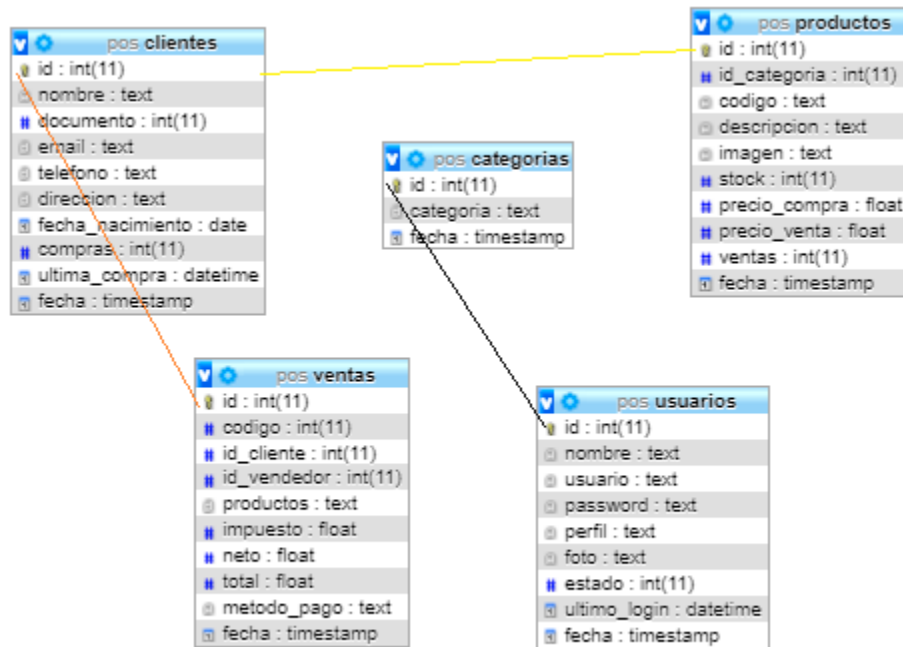 pos clientes
id : int(11)
nombre : text
documento : int(11)
email : text
telefono : text
direccion : text
fecha_nacimiento : date
compras : int(11)
ultima_compra : datetime
fecha : timestamp
pos productos
id : int(11)
id_categoria : int(11)
codigo : text
descripcion : text
imagen : text
stock : int(11)
precio_compra : float
precio_venta : float
ventas : int(11)
fecha : timestamp
pos categorias
id : int(11)
categoria : text
fecha : timestamp
pos ventas
id : int(11)
codigo : int(11)
id_cliente : int(11)
id_vendedor : int(11)
productos : text
impuesto : float
neto : float
total : float
metodo_pago : text
fecha : timestamp
pos usuarios
id : int(11)
nombre : text
usuario : text
password : text
perfil : text
foto : text
estado : int(11)
ultimo_login : datetime
fecha : timestamp